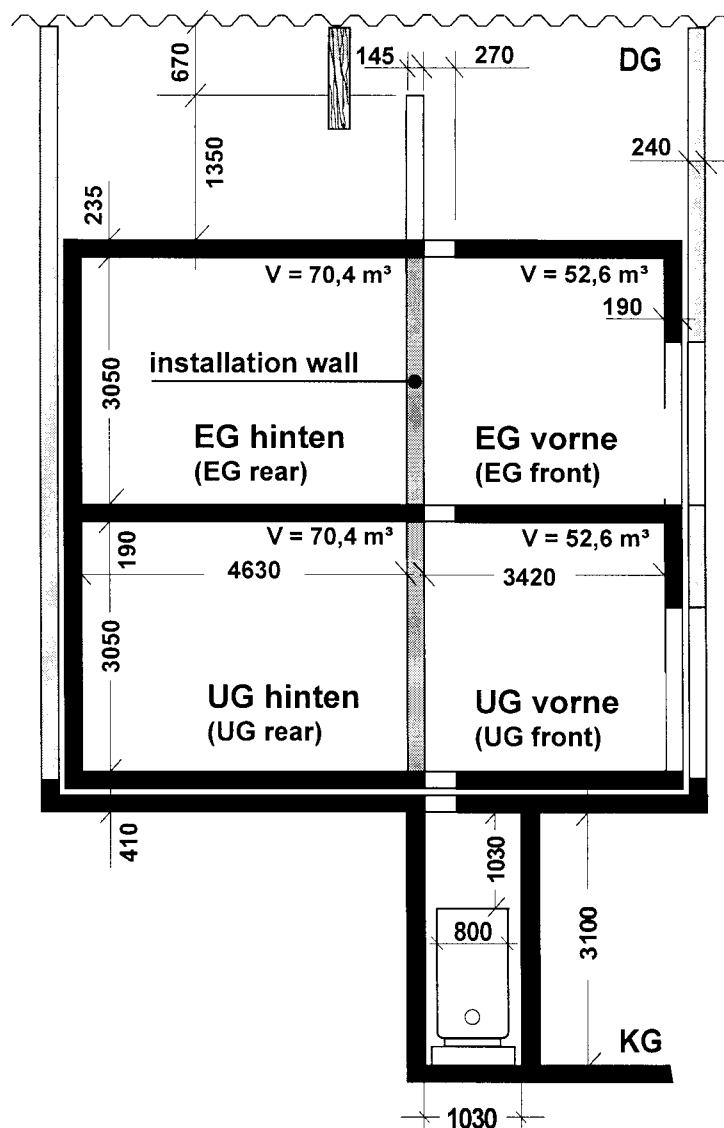 670
145
270
DG
1350
240
235
V = 70,4 m³
V = 52,6 m³
190
installation wall
3050
EG hinten
(EG rear)
EG vorne
(EG front)
190
V = 70,4 m³
V = 52,6 m³
4630
3420
3050
UG hinten
(UG rear)
UG vorne
(UG front)
410
1030
800
3100
KG
1030